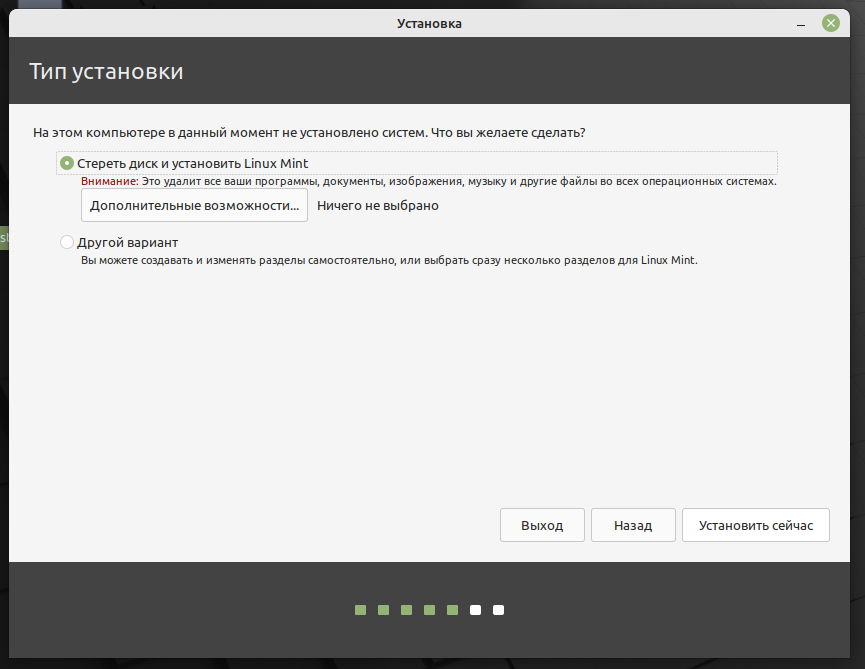 Установка
Тип установки
На этом компьютере в данный момент не установлено систем. Что вы желаете сделать?
Стереть диск и установить Linux Mint
Внимание: Это удалит все ваши программы, документы, изображения, музыку и другие файлы во всех операционных системах.
Дополнительные возможности... Ничего не выбрано
Другой вариант
Вы можете создавать и изменять разделы самостоятельно, или выбрать сразу несколько разделов для Linux Mint.
Выход Назад Установить сейчас